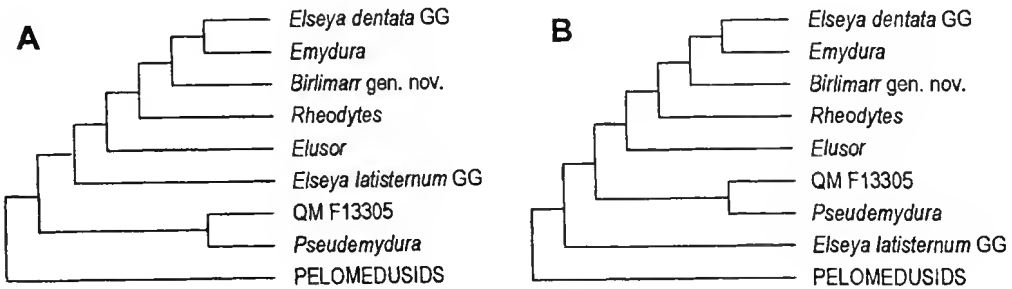 A
Elseya dentata GG
Emydura
Birlimarr gen. nov.
Rheodytes
Elusor
Elseya latisternum GG
QM F13305
Pseudemydura
PELOMEDUSIDS
B
Elseya dentata GG
Emydura
Birlimarr gen. nov.
Rheodytes
Elusor
QM F13305
Pseudemydura
Elseya latisternum GG
PELOMEDUSIDS